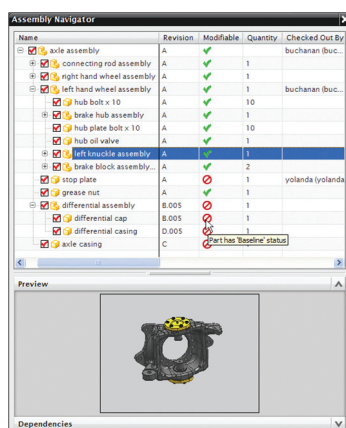 Assembly Navigator
Name Revision Modifiable Quantity Checked Out By
axle assembly A buchanan (buc...
connecting rod assembly A 1
right hand wheel assembly A 1
left hand wheel assembly A 1 buchanan (buc...
hub bolt x 10 A 10
brake hub assembly A 1
hub plate bolt x 10 A 10
hub oil valve A 1
left knuckle assembly A 1
brake block assembly... A 2
stop plate A 1 yolanda (yolanda
grease nut A 1
differential assembly B.005 1
differential cap B.005 1
differential casing D.005 1
axle casing C
Part has 'Baseline' status
Preview
Dependencies